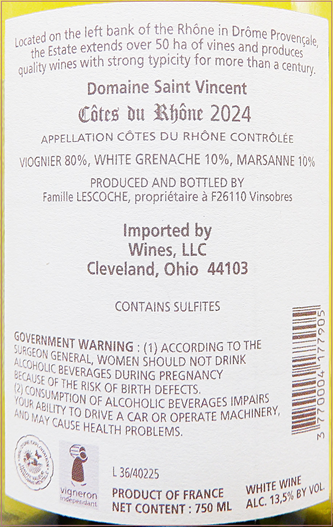 Located on the left bank of the Rhône in Drôme Provençale,
the Estate extends over 50 ha of vines and produces
quality wines with strong typicity for more than a century.
Domaine Saint Vincent
Côtes du Rhône 2024
APPELLATION CÔTES DU RHÔNE CONTRÔLÉE
VIOGNIER 80%, WHITE GRENACHE 10%, MARSANNE 10%
PRODUCED AND BOTTLED BY
Famille LESCOCHE, propriétaire à F26110 Vinsobres
Imported by
Wines, LLC
Cleveland, Ohio 44103
CONTAINS SULFITES
GOVERNMENT WARNING : (1) ACCORDING TO THE
SURGEON GENERAL, WOMEN SHOULD NOT DRINK
ALCOHOLIC BEVERAGES DURING PREGNANCY
BECAUSE OF THE RISK OF BIRTH DEFECTS.
(2) CONSUMPTION OF ALCOHOLIC BEVERAGES IMPAIRS
YOUR ABILITY TO DRIVE A CAR OR OPERATE MACHINERY,
AND MAY CAUSE HEALTH PROBLEMS.
3 770004 177905
vigneron
indépendant
L 36/40225
PRODUCT OF FRANCE
NET CONTENT : 750 ML
WHITE WINE
ALC. 13,5% BY VOL.